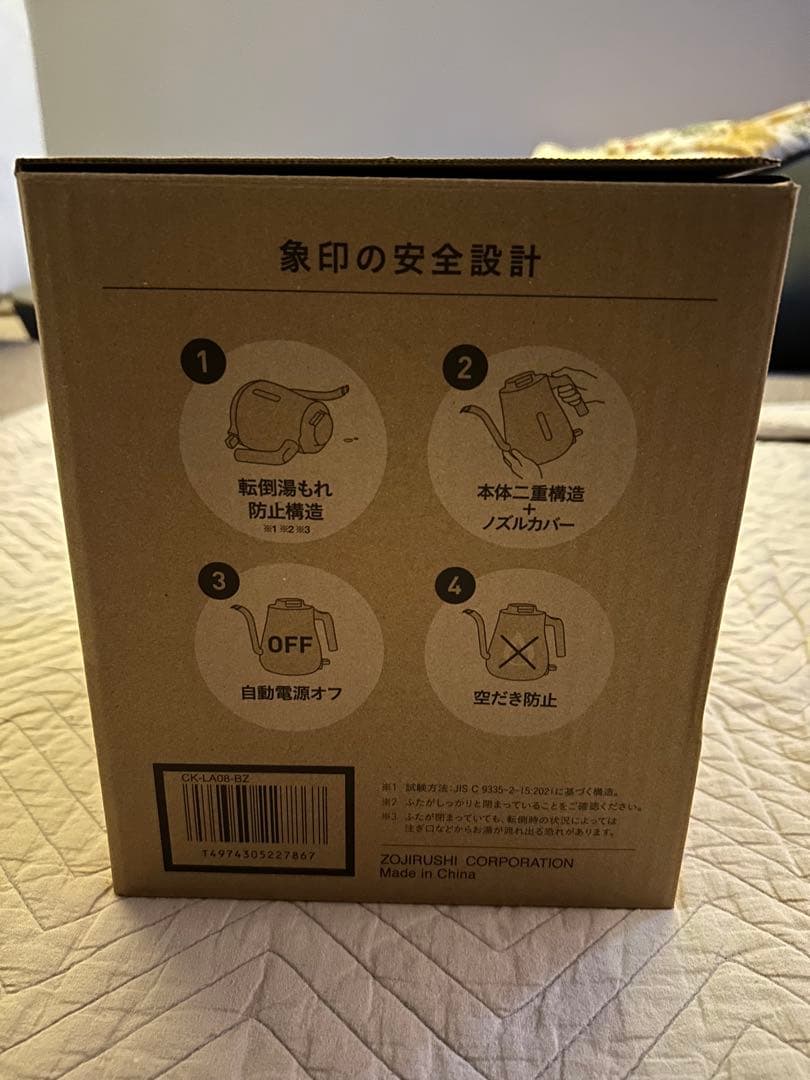 象印の安全設計
1
転倒湯もれ
防止構造
※1 ※2 ※3
2
本体二重構造
+
ノズルカバー
3
OFF
自動電源オフ
4
空だき防止
CK-LA08-BZ
T4974305227867
※1 試験方法:JIS C 9335-2-15:2021に基づく構造。
※2 ふたがしっかりと閉まっていることをご確認ください。
※3 ふたが閉まっていても、転倒時の状況によっては
注ぎ口などからお湯が流れ出る恐れがあります。
ZOJIRUSHI CORPORATION
Made in China